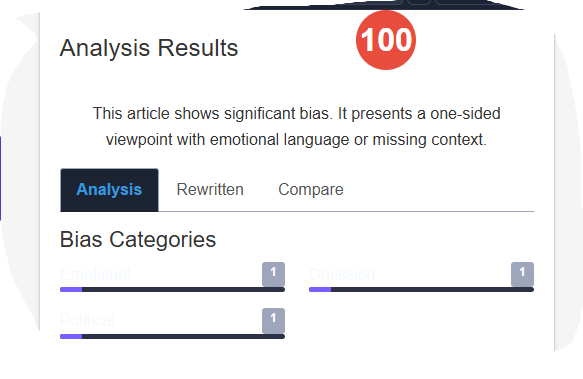 Analysis Results
100
This article shows significant bias. It presents a one-sided
viewpoint with emotional language or missing context.
Analysis Rewritten Compare
Bias Categories
Emotional 1 Omission 1
Political 1